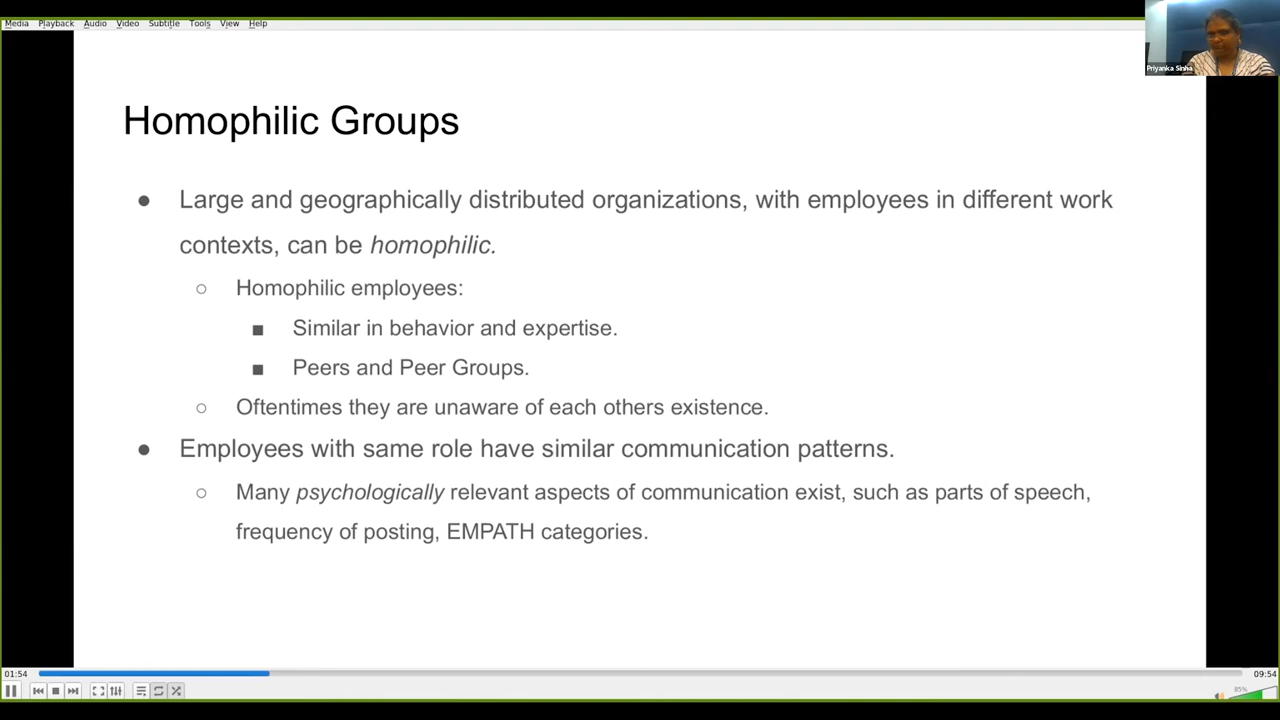 Media Playback Audio Video Subtitle Tools View Help
Priyanka Sinha
Homophilic Groups
● Large and geographically distributed organizations, with employees in different work
contexts, can be homophilic.
○ Homophilic employees:
■ Similar in behavior and expertise.
■ Peers and Peer Groups.
○ Oftentimes they are unaware of each others existence.
● Employees with same role have similar communication patterns.
○ Many psychologically relevant aspects of communication exist, such as parts of speech,
frequency of posting, EMPATH categories.
01:54 09:54
85%